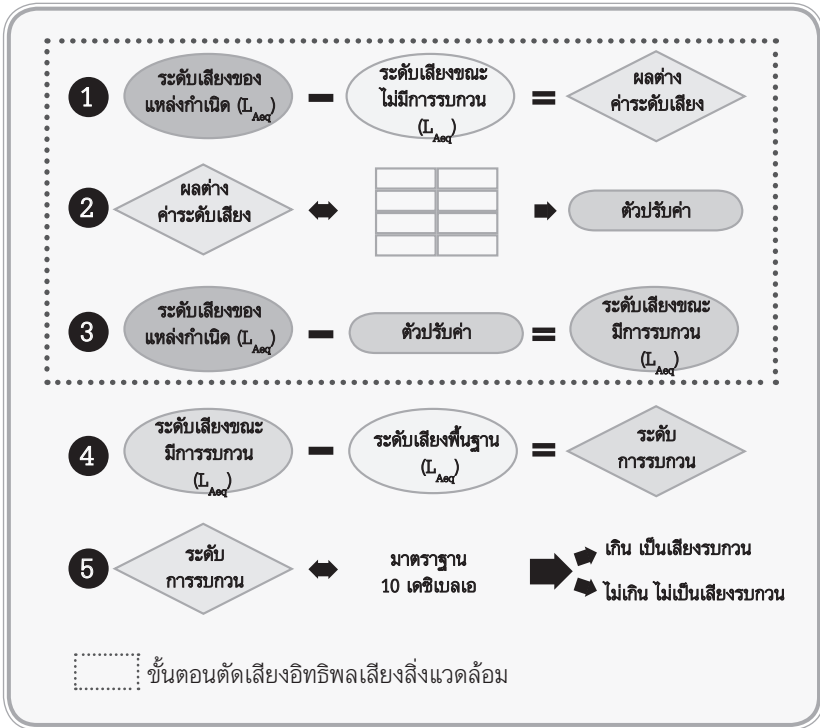 1
ระดับเสียงของ
แหล่งกำเนิด (L_Aeq)
ระดับเสียงขณะ
ไม่มีการรบกวน
(L_Aeq)
ผลต่าง
ค่าระดับเสียง
2
ผลต่าง
ค่าระดับเสียง
ตัวปรับค่า
3
ระดับเสียงของ
แหล่งกำเนิด (L_Aeq)
ตัวปรับค่า
ระดับเสียงขณะ
มีการรบกวน
(L_Aeq)
4
ระดับเสียงขณะ
มีการรบกวน
(L_Aeq)
ระดับเสียงพื้นฐาน
(L_Aeq)
ระดับ
การรบกวน
5
ระดับ
การรบกวน
มาตราฐาน
10 เดซิเบลเอ
เกิน เป็นเสียงรบกวน
ไม่เกิน ไม่เป็นเสียงรบกวน
ขั้นตอนตัดเสียงอิทธิพลเสียงสิ่งแวดล้อม